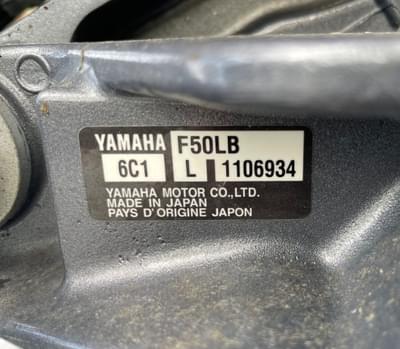 YAMAHA F50LB
6C1 L 1106934
YAMAHA MOTOR CO.,LTD.
MADE IN JAPAN
PAYS D'ORIGINE JAPON